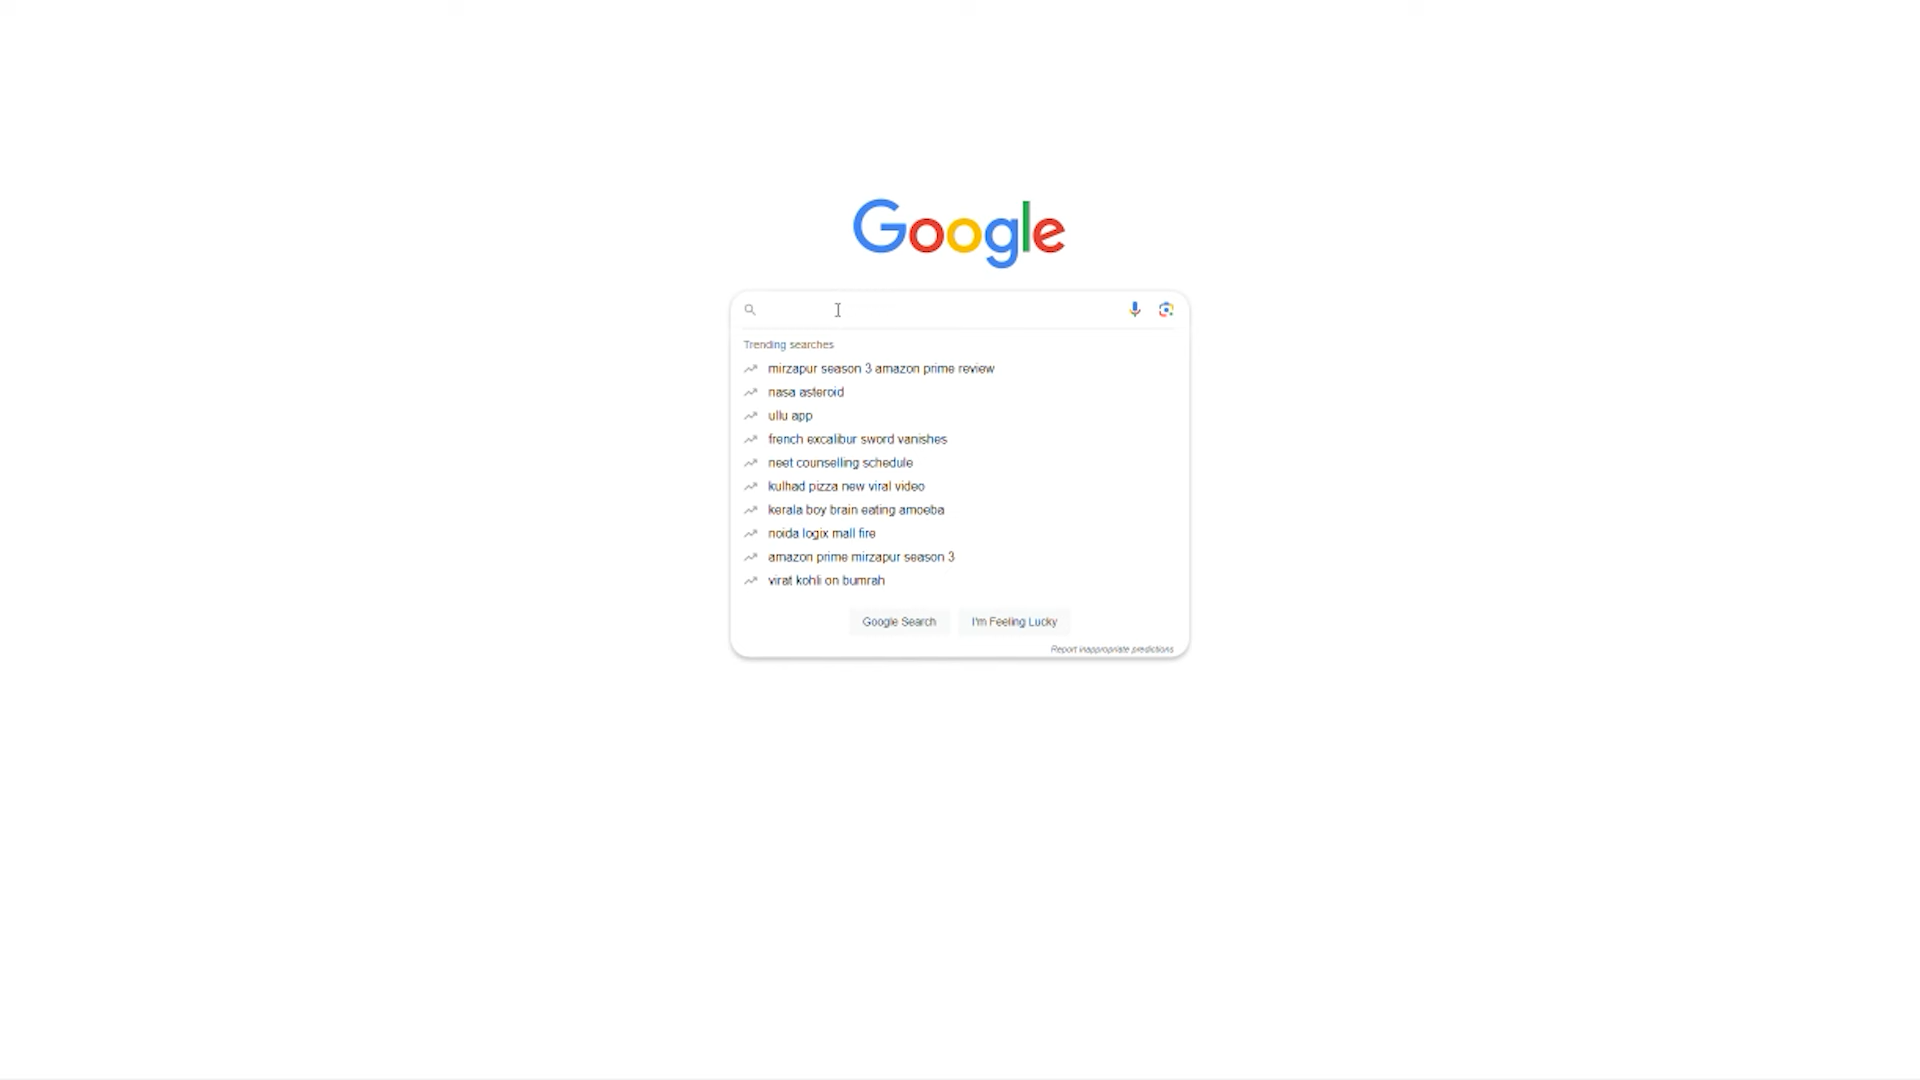 Google
Trending searches
mirzapur season 3 amazon prime review
nasa asteroid
ullu app
french excalibur sword vanishes
neet counselling schedule
kulhad pizza new viral video
kerala boy brain eating amoeba
noida logix mall fire
amazon prime mirzapur season 3
virat kohli on bumrah
Google Search I'm Feeling Lucky
Report inappropriate predictions